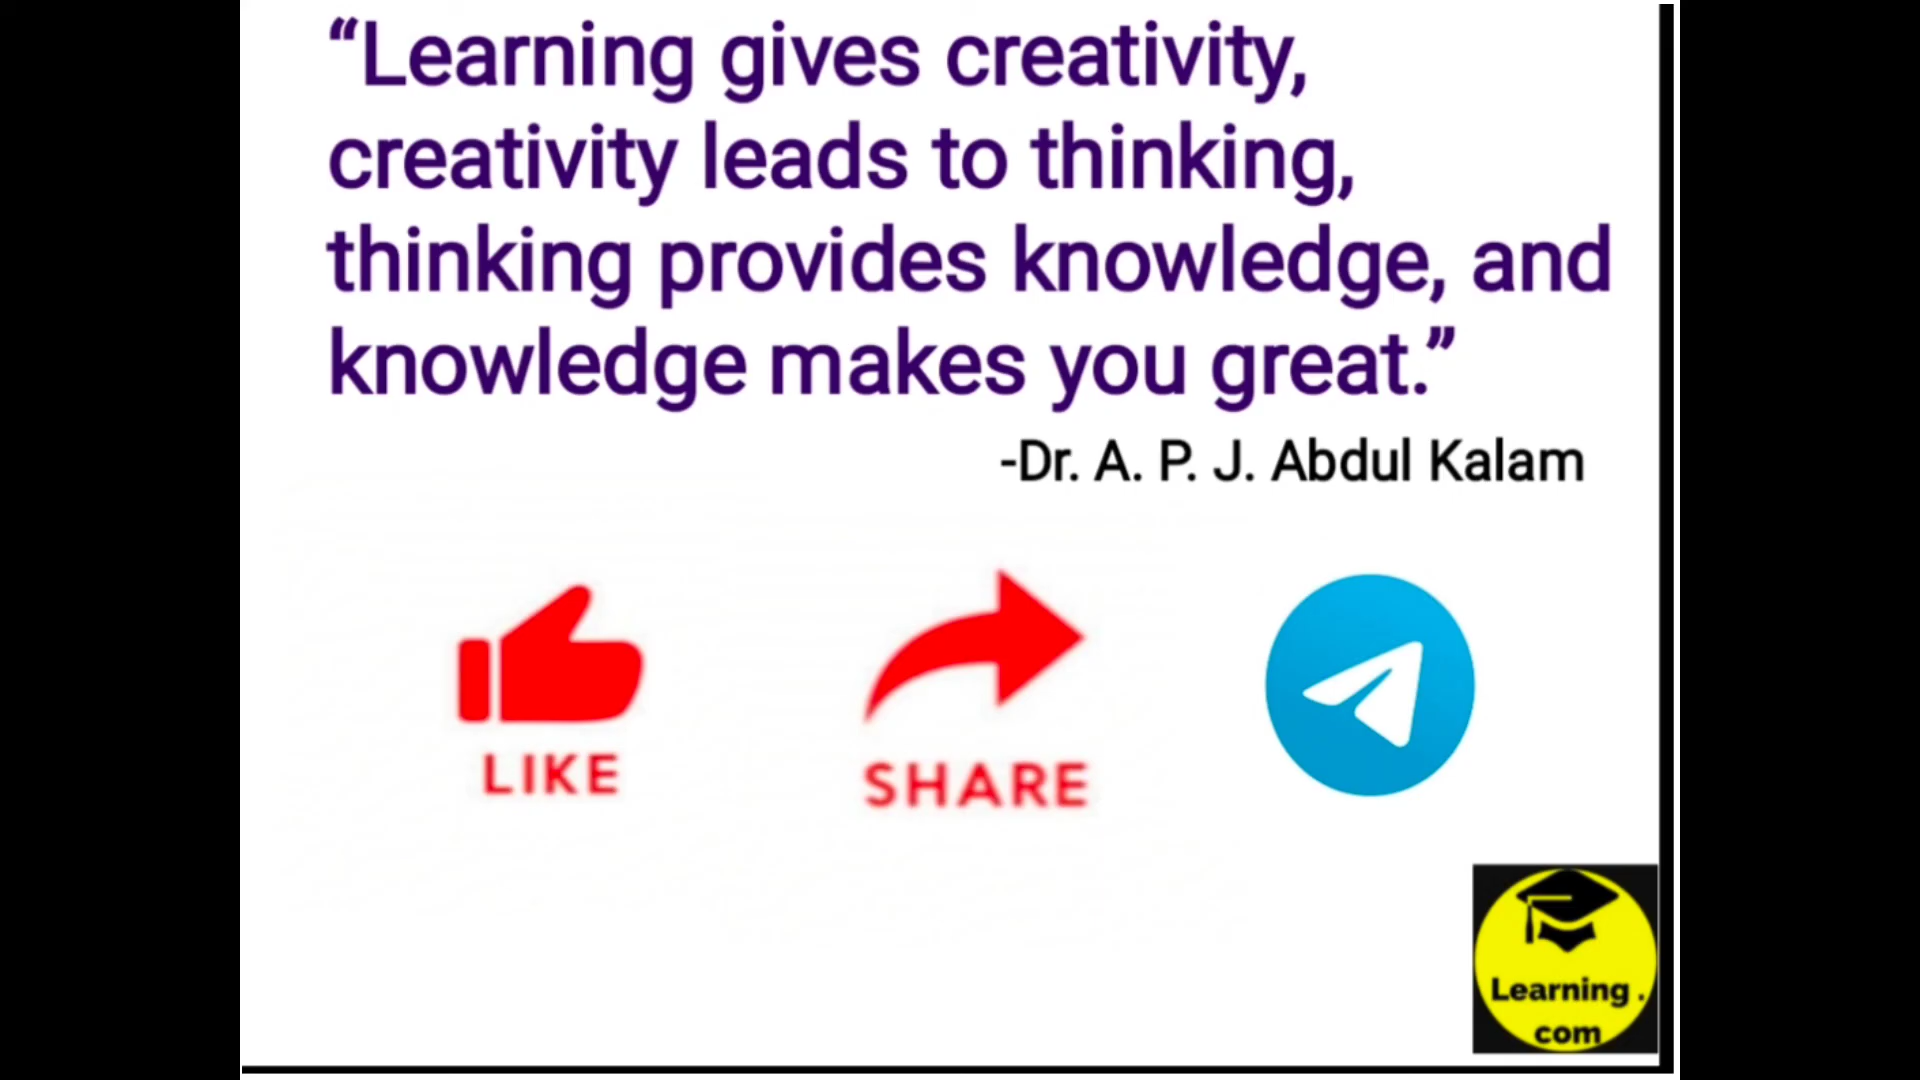 “Learning gives creativity,
creativity leads to thinking,
thinking provides knowledge, and
knowledge makes you great.”
-Dr. A. P. J. Abdul Kalam
LIKE
SHARE
Learning .
com